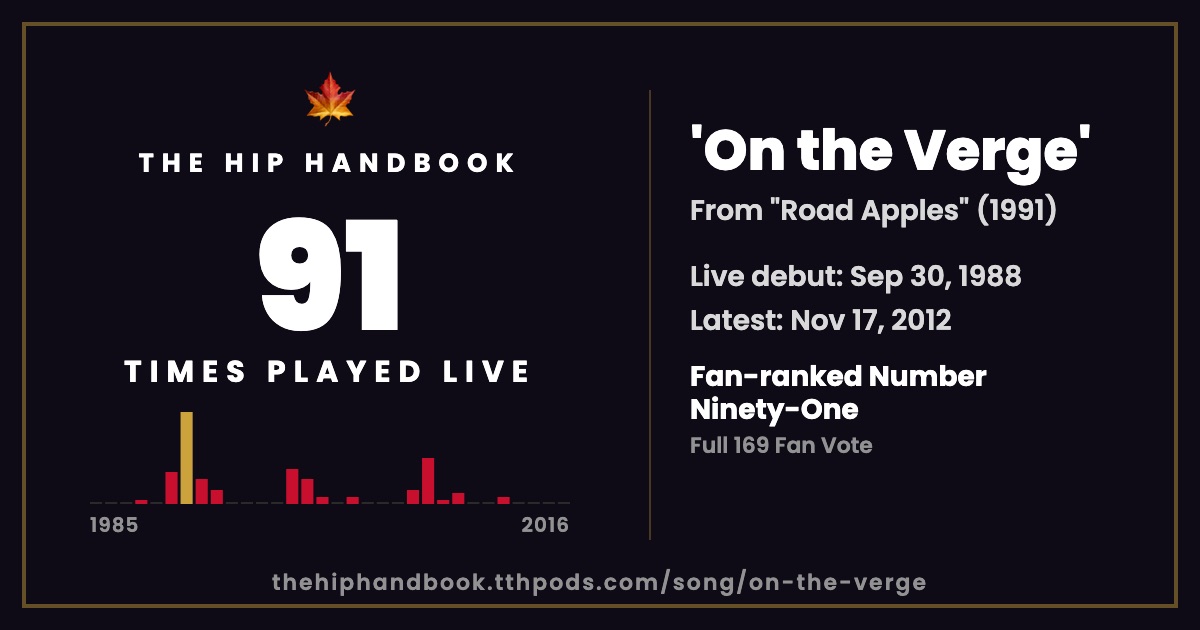 THE HIP HANDBOOK
91
TIMES PLAYED LIVE
1985
2016
'On the Verge'
From "Road Apples" (1991)
Live debut: Sep 30, 1988
Latest: Nov 17, 2012
Fan-ranked Number
Ninety-One
Full 169 Fan Vote
thehiphandbook.tthpods.com/song/on-the-verge